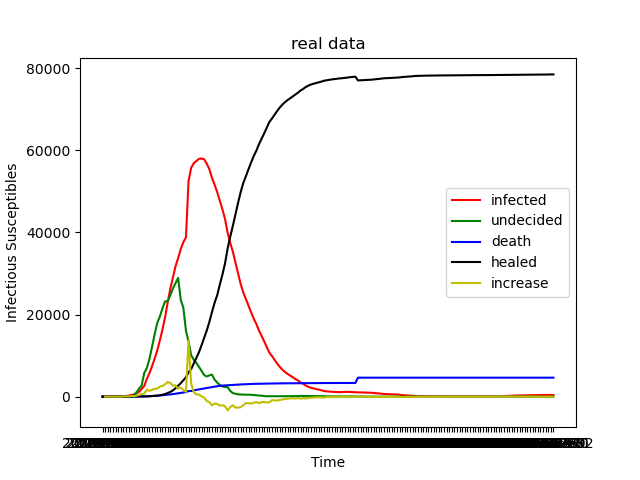 real data
80000
60000
40000
20000
0
Infectious Susceptibles
infected
undecided
death
healed
increase
Time